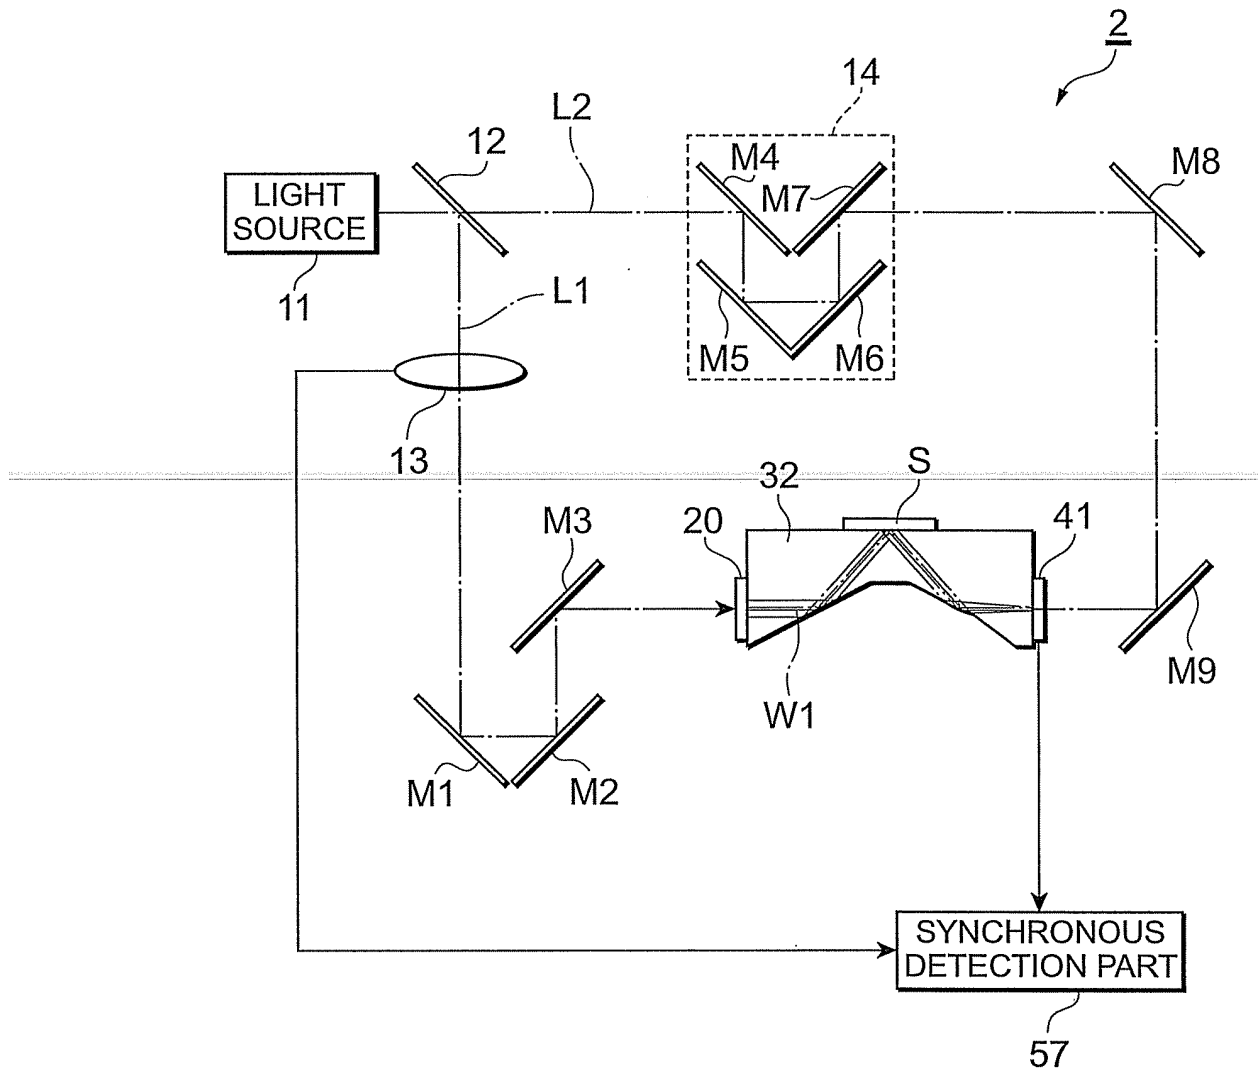 2
14
L2
12
M4
M8
LIGHT
SOURCE
M7
11
L1
M5
M6
13
32
S
M3
20
41
M9
W1
M1
M2
SYNCHRONOUS
DETECTION PART
57